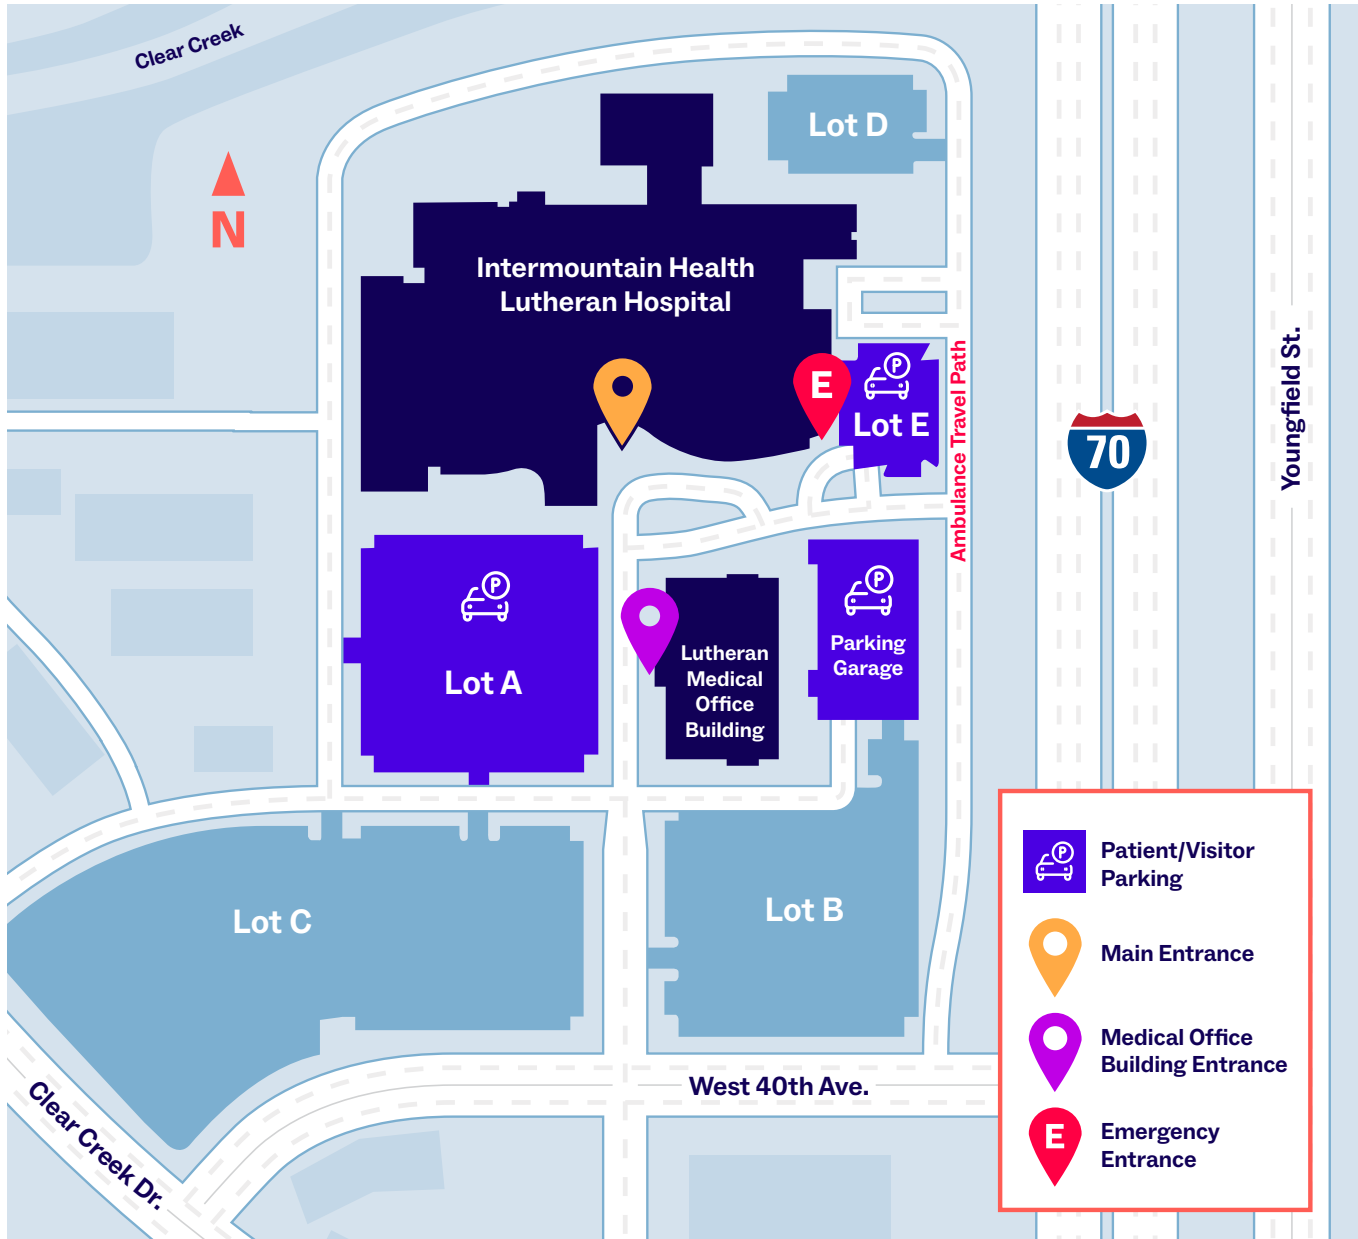 Clear Creek
N
Lot D
Intermountain Health
Lutheran Hospital
E
P
Lot E
Ambulance Travel Path
70
Youngfield St.
P
Lot A
Lutheran
Medical
Office
Building
P
Parking
Garage
Lot C
Lot B
West 40th Ave.
Clear Creek Dr.
P
Patient/Visitor
Parking
Main Entrance
Medical Office
Building Entrance
E
Emergency
Entrance